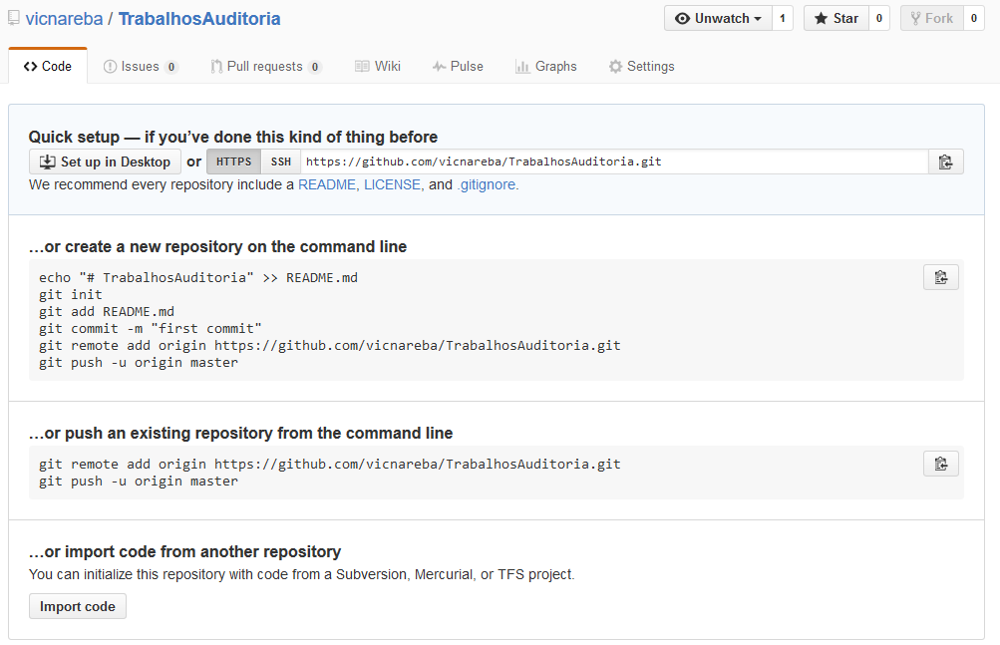 vicnareba / TrabalhosAuditoria
Unwatch 1 Star 0 Fork 0
Code Issues 0 Pull requests 0 Wiki Pulse Graphs Settings
Quick setup — if you've done this kind of thing before
Set up in Desktop or HTTPS SSH https://github.com/vicnareba/TrabalhosAuditoria.git
We recommend every repository include a README, LICENSE, and .gitignore.
…or create a new repository on the command line
echo "# TrabalhosAuditoria" >> README.md
git init
git add README.md
git commit -m "first commit"
git remote add origin https://github.com/vicnareba/TrabalhosAuditoria.git
git push -u origin master
…or push an existing repository from the command line
git remote add origin https://github.com/vicnareba/TrabalhosAuditoria.git
git push -u origin master
…or import code from another repository
You can initialize this repository with code from a Subversion, Mercurial, or TFS project.
Import code